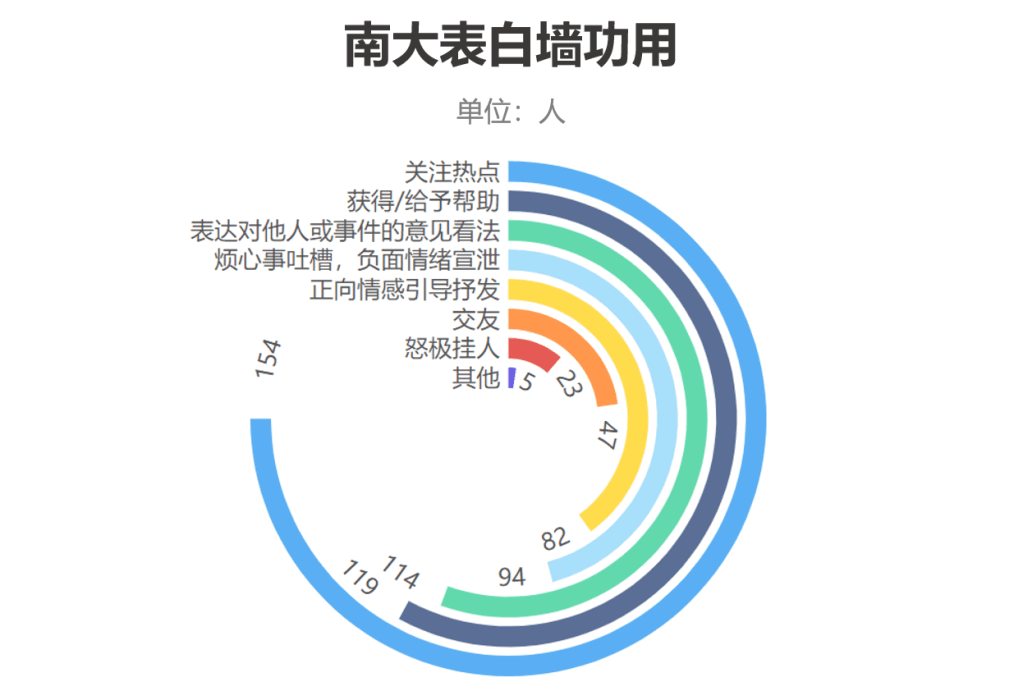 南大表白墙功用
单位：人
关注热点
获得/给予帮助
表达对他人或事件的意见看法
烦心事吐槽，负面情绪宣泄
正向情感引导抒发
交友
怒极挂人
其他
154
119
114
94
82
47
23
5